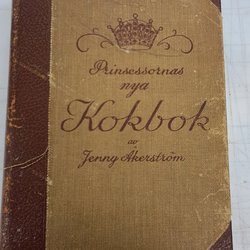 Prinsessornas
nya
Kokbok
av
Jenny Åkerström